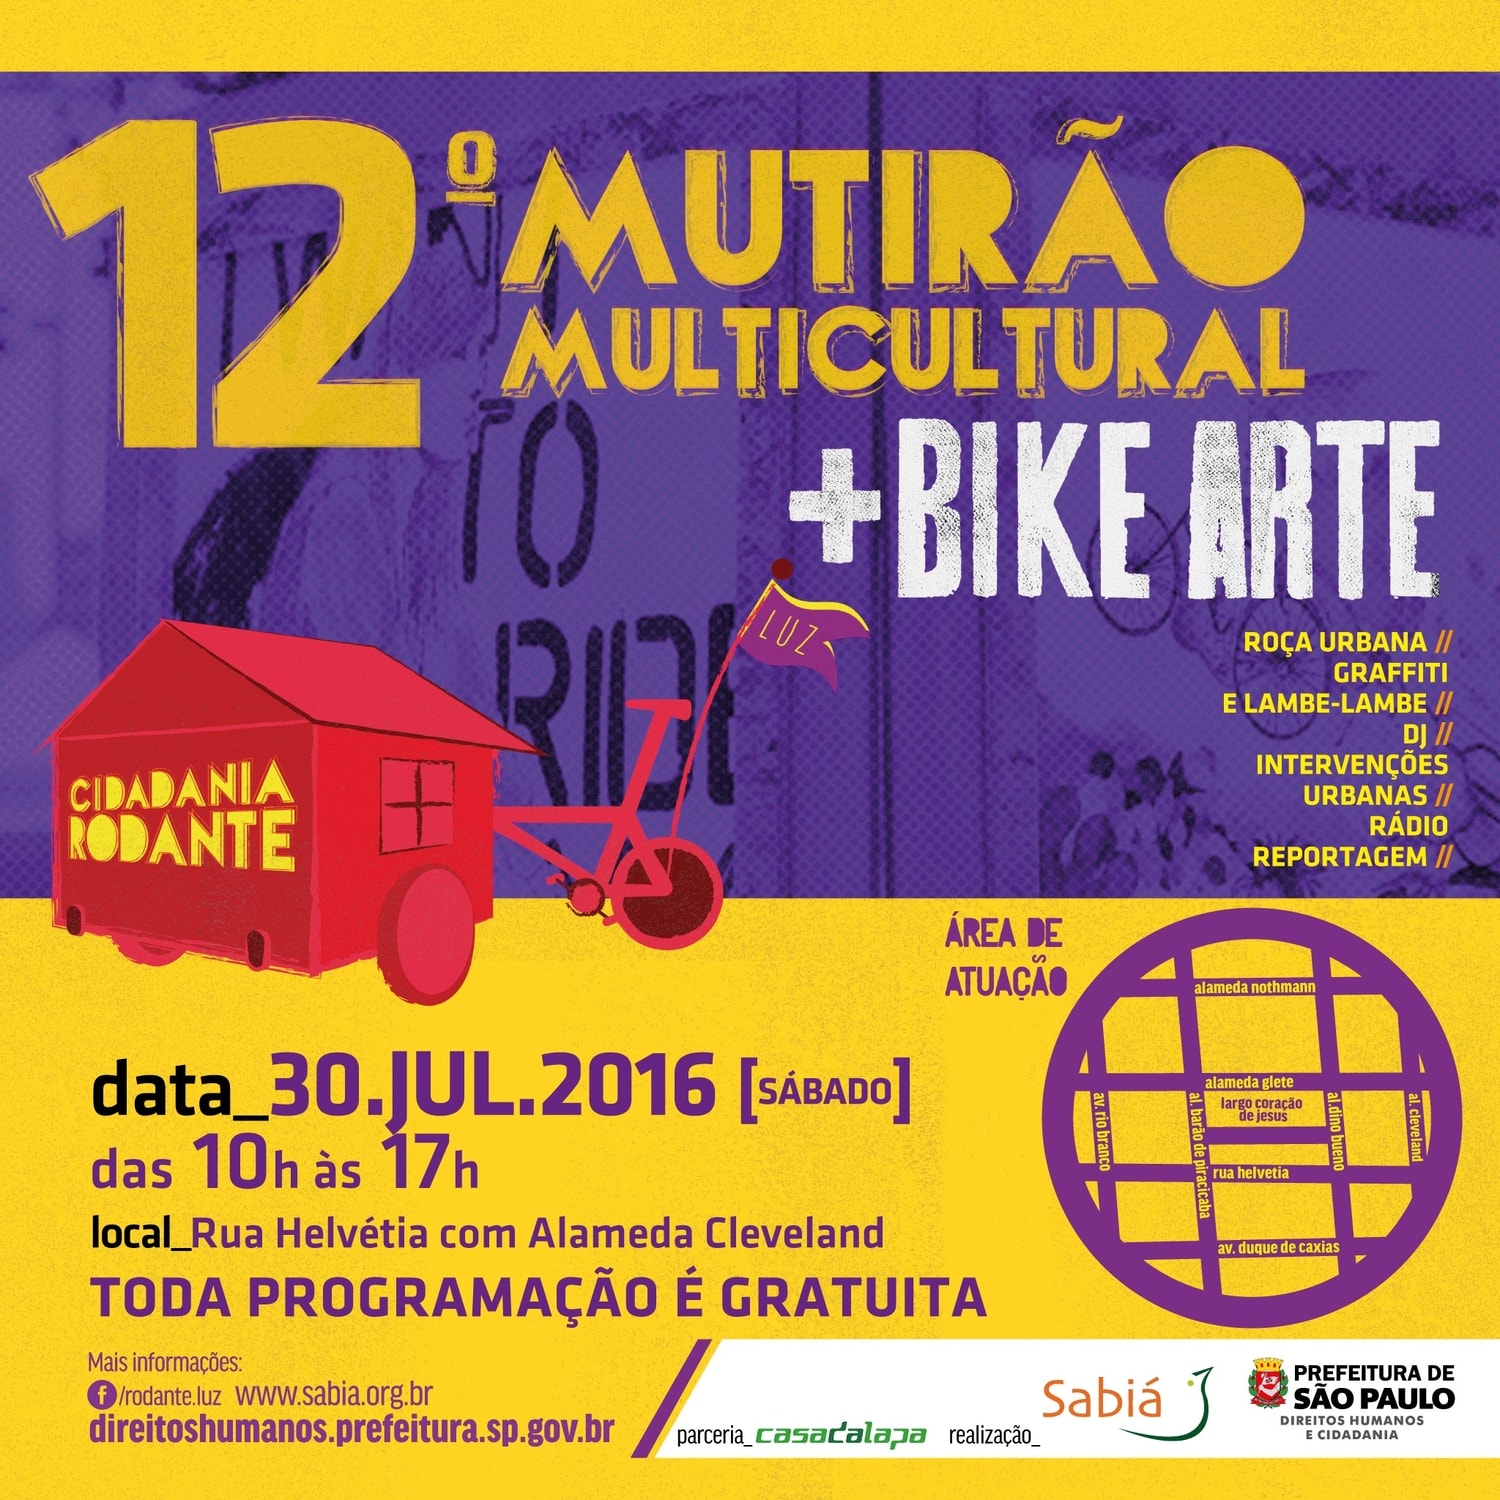 12º MUTIRÃO
MULTICULTURAL
+ BIKE ARTE
TO
RIDE
LUZ
CIDADANIA
RODANTE
ROÇA URBANA //
GRAFFITI
E LAMBE-LAMBE //
DJ //
INTERVENÇÕES
URBANAS //
RÁDIO
REPORTAGEM //
ÁREA DE
ATUAÇÃO
alameda nothmann
alameda glete
largo coração
de jesus
av. rio branco
al. barão de piracicaba
al. dino bueno
al. cleveland
rua helvetia
av. duque de caxias
data_30.JUL.2016 [SÁBADO]
das 10h às 17h
local_Rua Helvétia com Alameda Cleveland
TODA PROGRAMAÇÃO É GRATUITA
Mais informações:
f/rodante.luz www.sabia.org.br
direitoshumanos.prefeitura.sp.gov.br
parceria_ casadalapa
realização_ Sabiá
PREFEITURA DE
SÃO PAULO
DIREITOS HUMANOS
E CIDADANIA